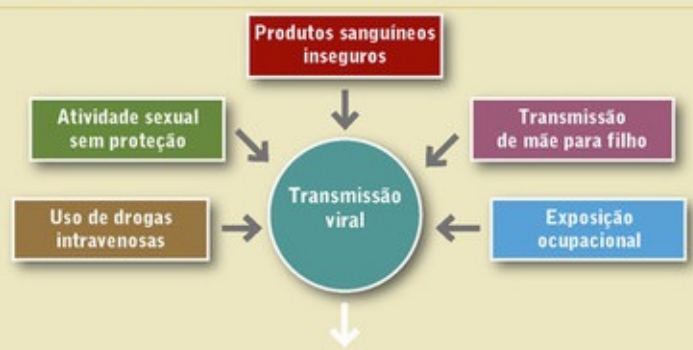 Produtos sanguíneos
inseguros
Atividade sexual
sem proteção
Transmissão
de mãe para filho
Transmissão
viral
Uso de drogas
intravenosas
Exposição
ocupacional